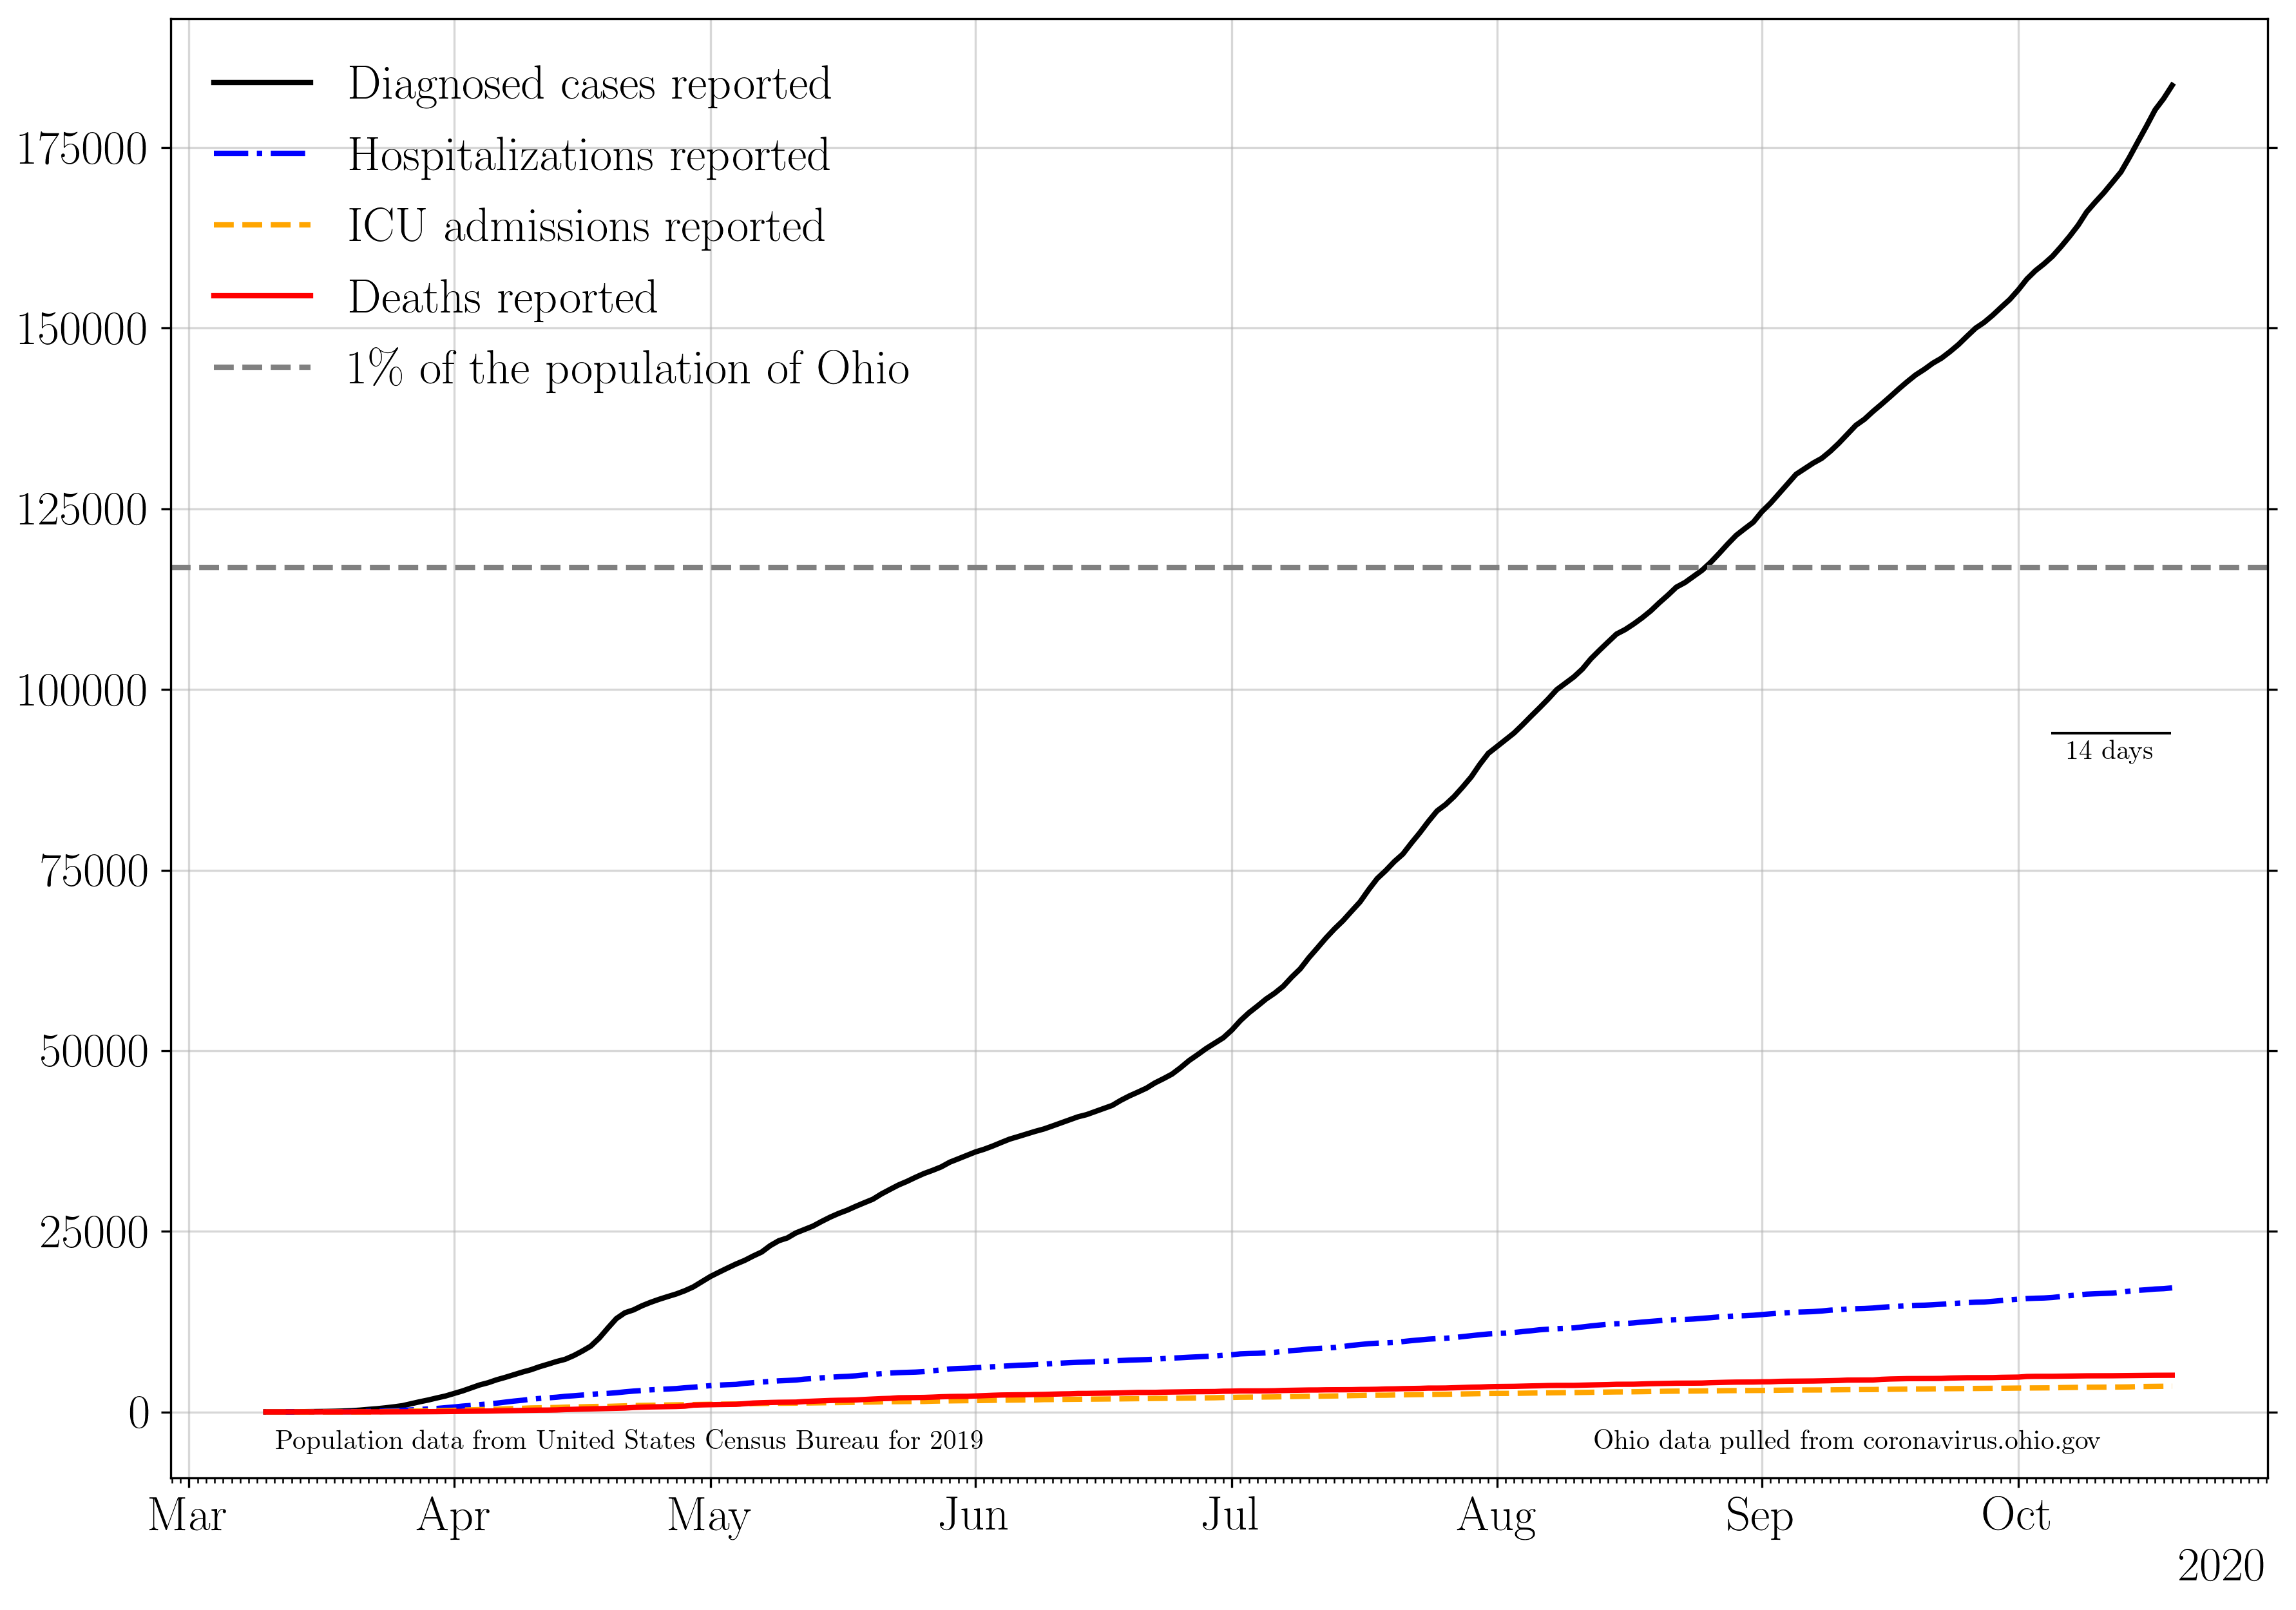 Diagnosed cases reported
Hospitalizations reported
ICU admissions reported
Deaths reported
1% of the population of Ohio
175000
150000
125000
100000
75000
50000
25000
0
14 days
Population data from United States Census Bureau for 2019
Ohio data pulled from coronavirus.ohio.gov
Mar Apr May Jun Jul Aug Sep Oct
2020